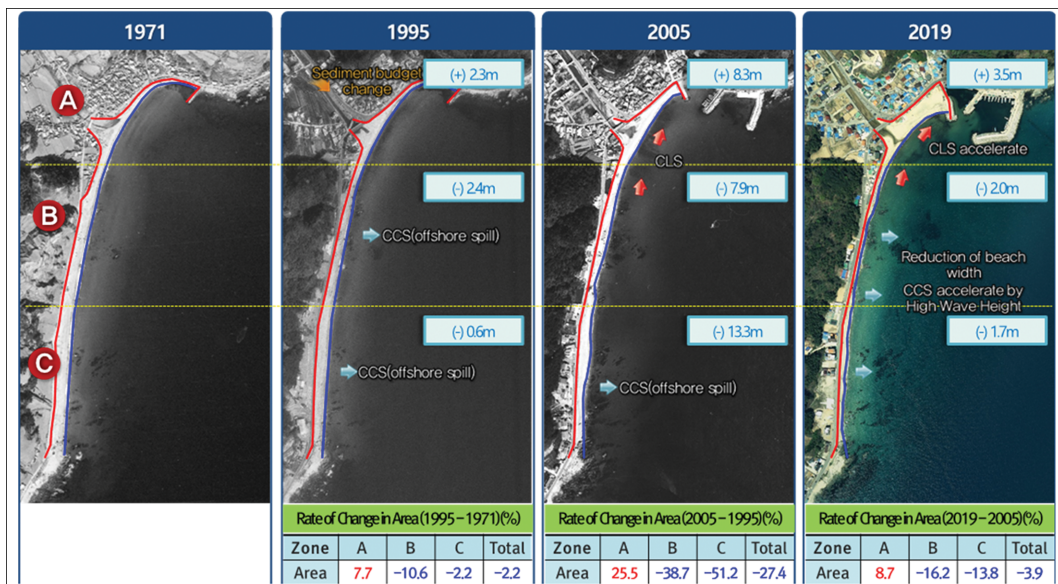 1971
1995
2005
2019
A
B
C
Sediment budget
change
(+) 2.3m
(-) 2.4m
CCS(offshore spill)
(-) 0.6m
CCS(offshore spill)
(+) 8.3m
CLS
(-) 7.9m
(-) 13.3m
CCS(offshore spill)
(+) 3.5m
CLS accelerate
(-) 2.0m
Reduction of beach
width
CCS accelerate by
High-Wave-Height
(-) 1.7m
Rate of Change in Area (1995-1971)(%)
Zone A B C Total
Area 7.7 -10.6 -2.2 -2.2
Rate of Change in Area (2005-1995)(%)
Zone A B C Total
Area 25.5 -38.7 -51.2 -27.4
Rate of Change in Area (2019-2005)(%)
Zone A B C Total
Area 8.7 -16.2 -13.8 -3.9